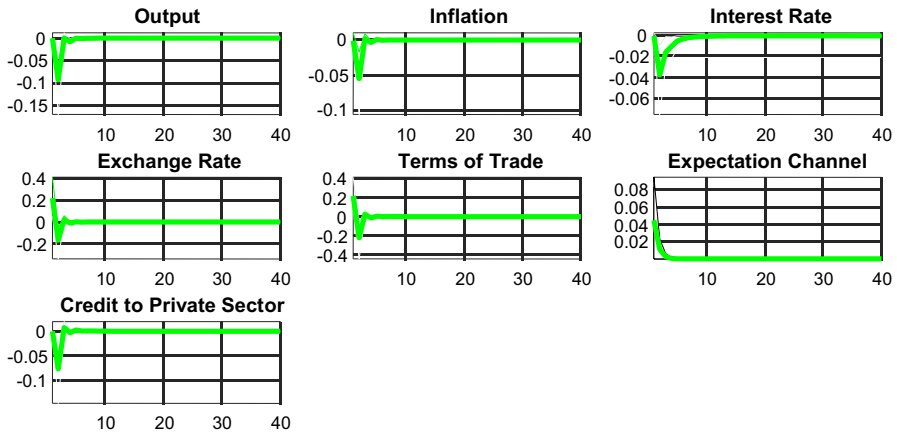 Output
0
-0.05
-0.1
-0.15
10 20 30 40
Inflation
0
-0.05
-0.1
10 20 30 40
Interest Rate
0
-0.02
-0.04
-0.06
10 20 30 40
Exchange Rate
0.4
0.2
0
-0.2
10 20 30 40
Terms of Trade
0.4
0.2
0
-0.2
-0.4
10 20 30 40
Expectation Channel
0.08
0.06
0.04
0.02
10 20 30 40
Credit to Private Sector
0
-0.05
-0.1
10 20 30 40